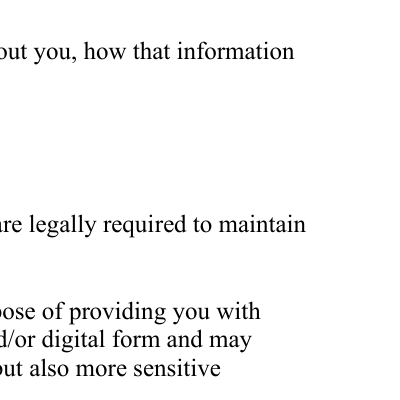 out you, how that information
are legally required to maintain
pose of providing you with
d/or digital form and may
but also more sensitive